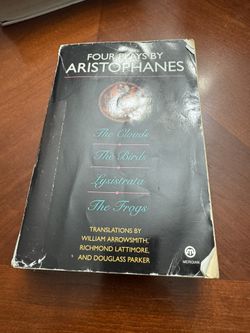 FOUR PLAYS BY
ARISTOPHANES
The Clouds
The Birds
Lysistrata
The Frogs
TRANSLATIONS BY
WILLIAM ARROWSMITH,
RICHMOND LATTIMORE,
AND DOUGLASS PARKER
MERIDIAN